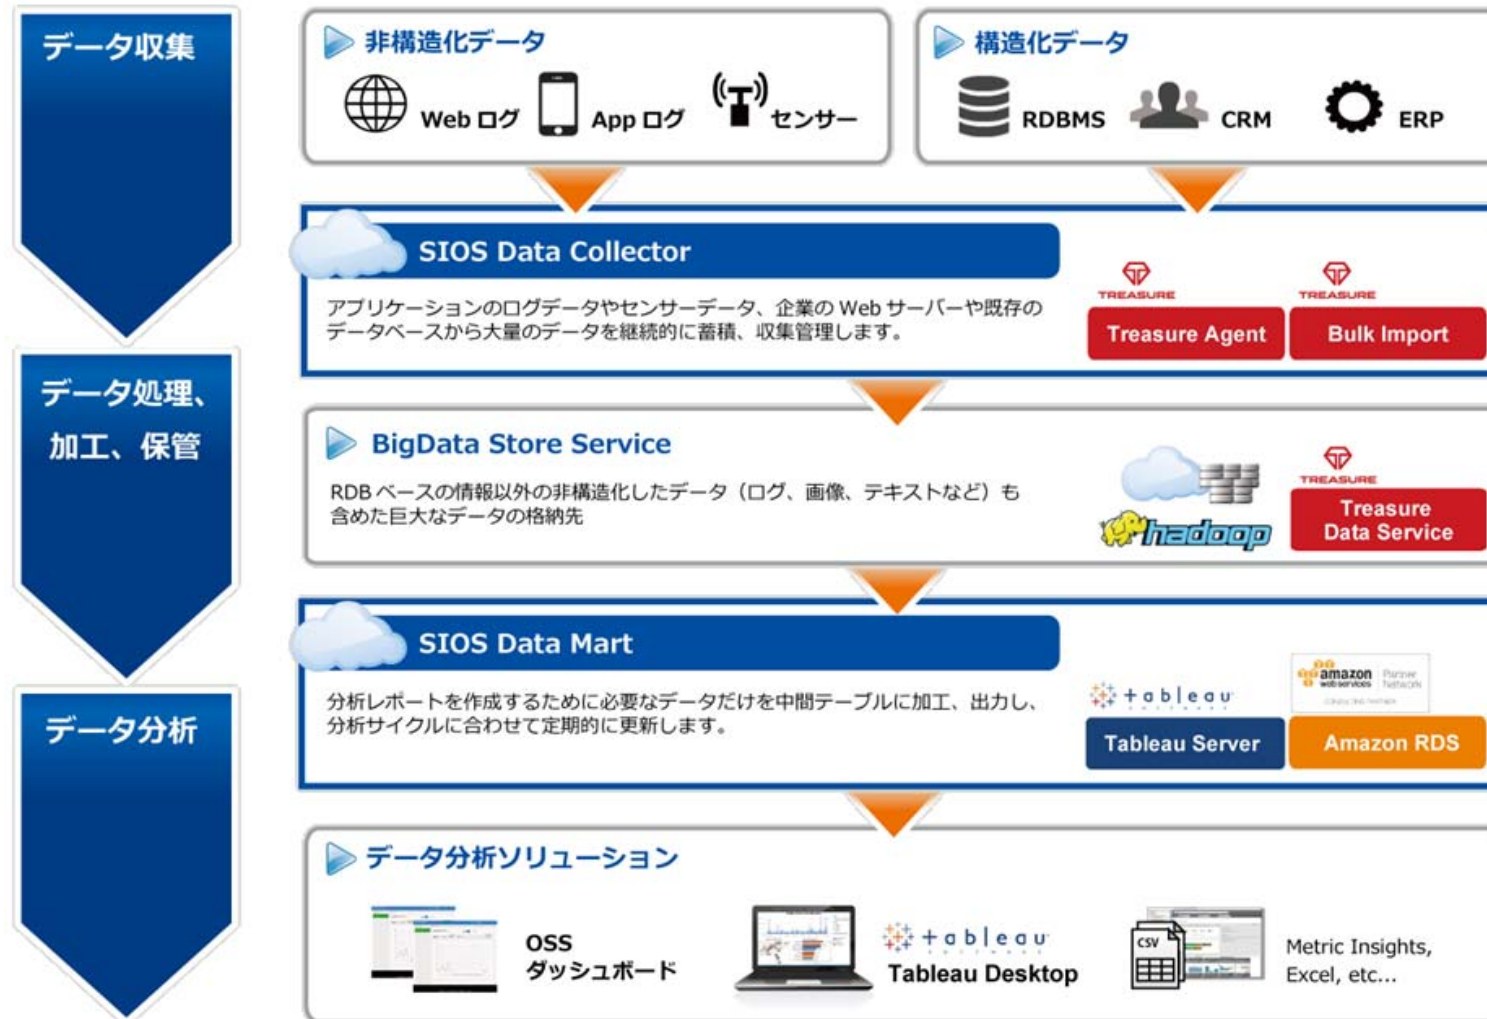 データ収集
非構造化データ
Web ログ
App ログ
センサー
構造化データ
RDBMS
CRM
ERP
SIOS Data Collector
アプリケーションのログデータやセンサーデータ、企業の Web サーバーや既存の
データベースから大量のデータを継続的に蓄積、収集管理します。
TREASURE
Treasure Agent
TREASURE
Bulk Import
データ処理、
加工、保管
BigData Store Service
RDB ベースの情報以外の非構造化したデータ（ログ、画像、テキストなど）も
含めた巨大なデータの格納先
hadoop
TREASURE
Treasure
Data Service
SIOS Data Mart
分析レポートを作成するために必要なデータだけを中間テーブルに加工、出力し、
分析サイクルに合わせて定期的に更新します。
+ableau
software
Tableau Server
amazon
webservices
Partner
Network
CONSULTING PARTNER
Amazon RDS
データ分析
データ分析ソリューション
OSS
ダッシュボード
+ableau
software
Tableau Desktop
CSV
Metric Insights,
Excel, etc...